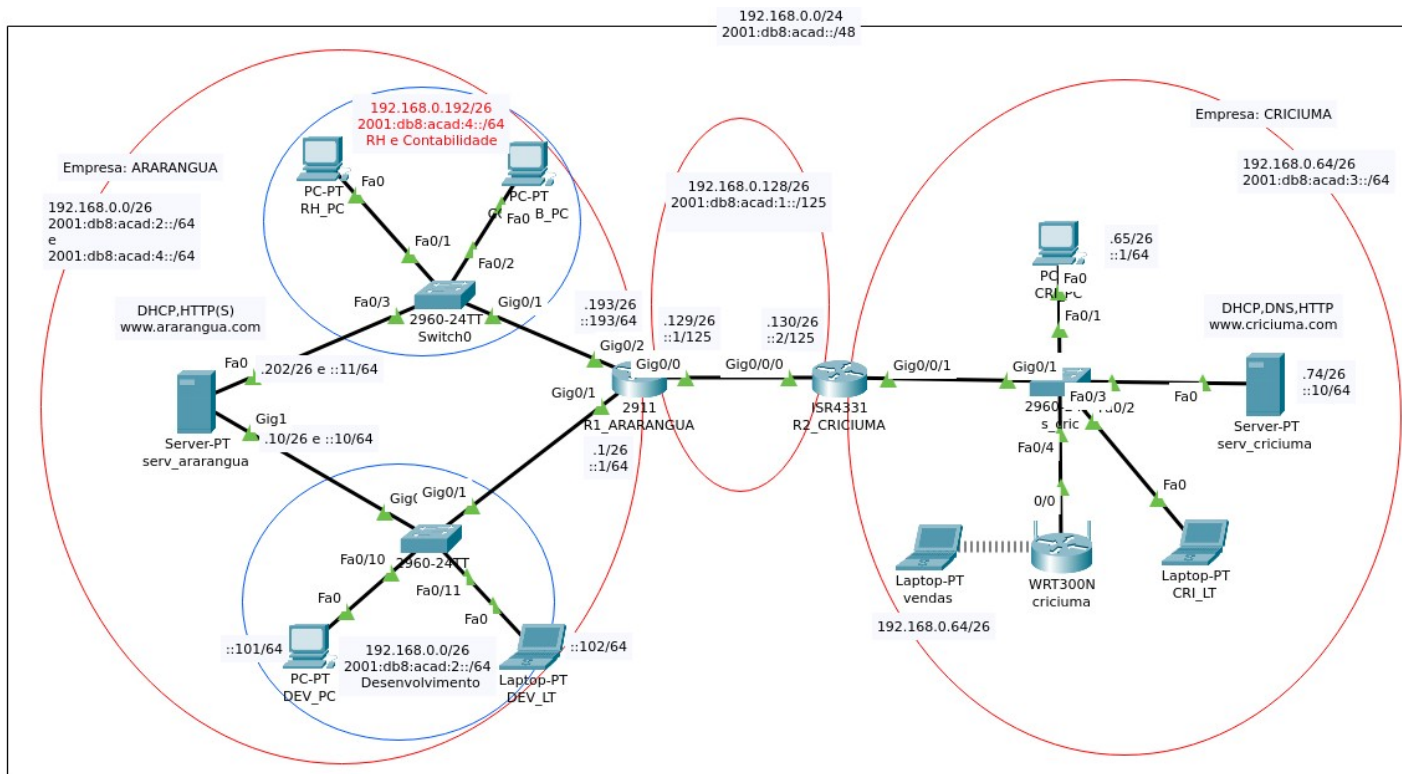 192.168.0.0/24
2001:db8:acad::/48
Empresa: ARARANGUA
192.168.0.0/26
2001:db8:acad:2::/64
e
2001:db8:acad:4::/64
192.168.0.192/26
2001:db8:acad:4::/64
RH e Contabilidade
PC-PT
RH_PC
Fa0
PC-PT
B_PC
Fa0
Fa0/1
Fa0/2
Fa0/3
Gig0/1
2960-24TT
Switch0
DHCP,HTTP(S)
www.ararangua.com
Fa0
.202/26 e ::11/64
Gig1
.10/26 e ::10/64
Server-PT
serv_ararangua
.193/26
::193/64
Gig0/2
Gig0/0
Gig0/1
2911
R1_ARARANGUA
.1/26
::1/64
Gig0/1
2960-24TT
Fa0/10
Fa0/11
Fa0
Fa0
::101/64
PC-PT
DEV_PC
192.168.0.0/26
2001:db8:acad:2::/64
Desenvolvimento
Laptop-PT
DEV_LT
::102/64
192.168.0.128/26
2001:db8:acad:1::/125
.129/26
::1/125
.130/26
::2/125
Gig0/0/0
ISR4331
R2_CRICIUMA
Gig0/0/1
Empresa: CRICIUMA
192.168.0.64/26
2001:db8:acad:3::/64
.65/26
::1/64
Fa0
Fa0/1
Gig0/1
Fa0/3
s_cric
Fa0/4
DHCP,DNS,HTTP
www.criciuma.com
.74/26
::10/64
Fa0
Server-PT
serv_criciuma
0/0
Fa0
Laptop-PT
vendas
WRT300N
criciuma
Laptop-PT
CRI_LT
192.168.0.64/26